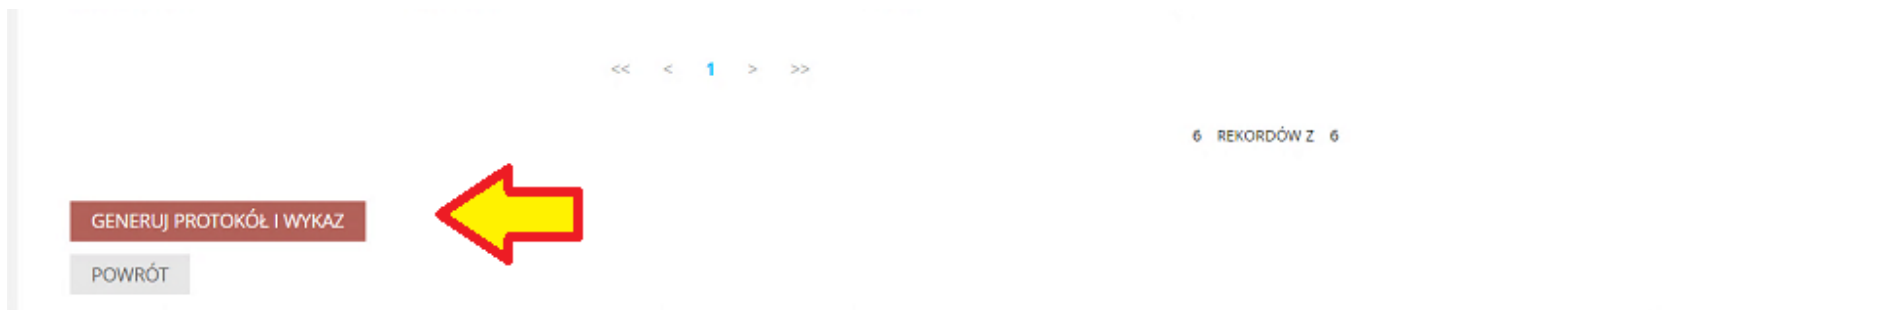 << < 1 > >>
6 REKORDÓW Z 6
GENERUJ PROTOKÓŁ I WYKAZ
POWRÓT